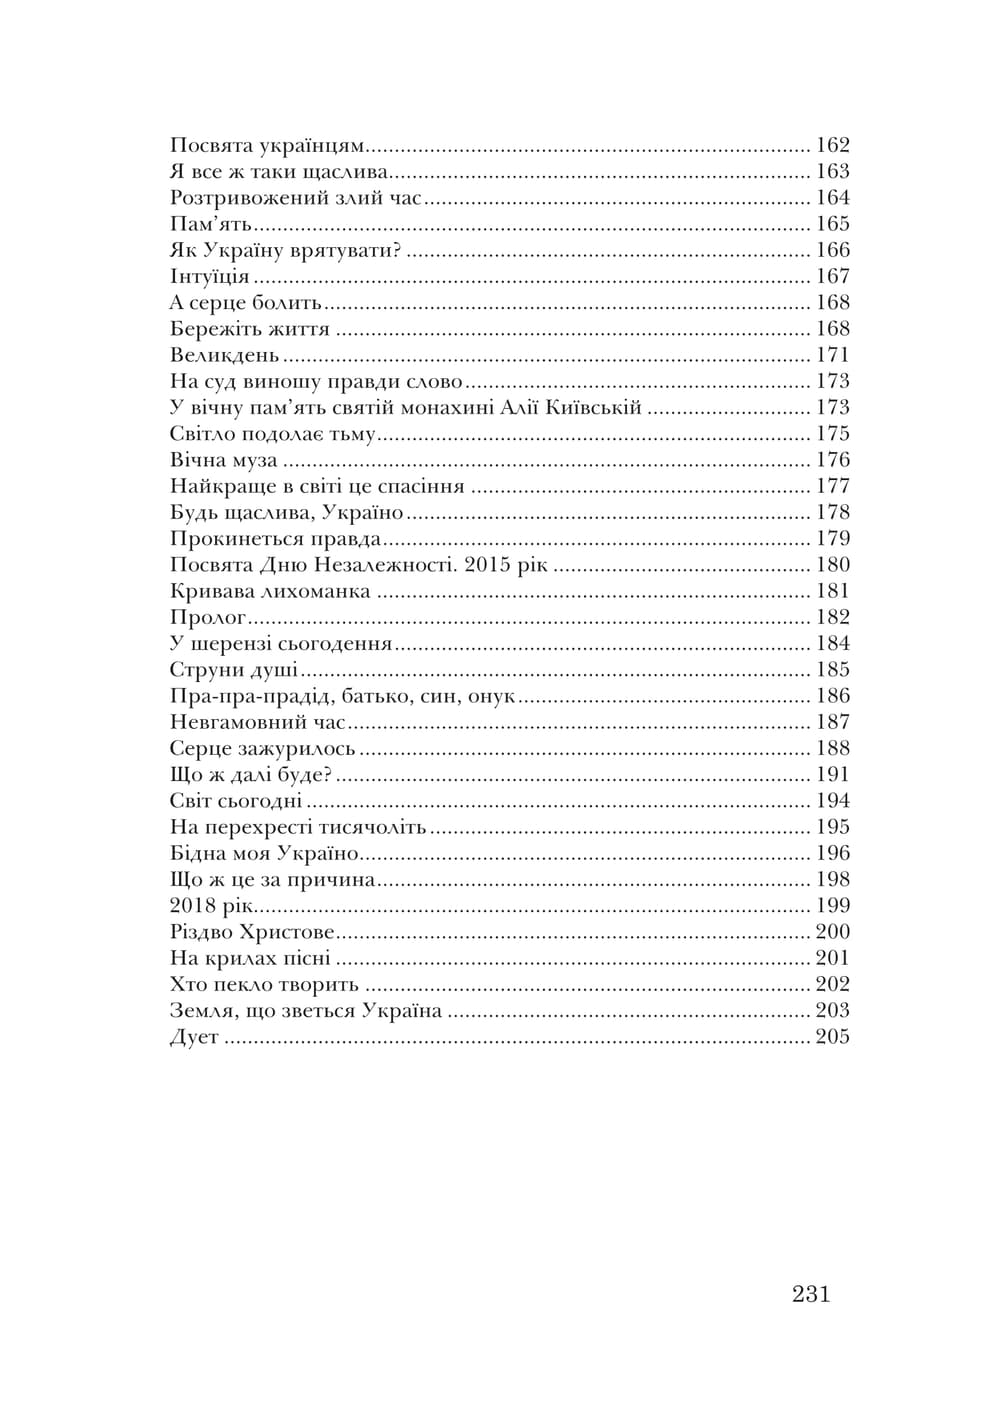 Посвята українцям........................................................................... 162
Я все ж таки щаслива....................................................................... 163
Розтривожений злий час................................................................. 164
Пам’ять.............................................................................................. 165
Як Україну врятувати? .................................................................... 166
Інтуїція .............................................................................................. 167
А серце болить.................................................................................. 168
Бережіть життя ................................................................................ 168
Великдень ......................................................................................... 171
На суд виношу правди слово........................................................... 173
У вічну пам’ять святій монахині Алії Київській ............................ 173
Світло подолає тьму......................................................................... 175
Вічна муза ......................................................................................... 176
Найкраще в світі це спасіння .......................................................... 177
Будь щаслива, Україно..................................................................... 178
Прокинеться правда......................................................................... 179
Посвята Дню Незалежності. 2015 рік ............................................ 180
Кривава лихоманка .......................................................................... 181
Пролог................................................................................................ 182
У шерензі сьогодення....................................................................... 184
Струни душі....................................................................................... 185
Пра-пра-прадід, батько, син, онук.................................................. 186
Невгамовний час............................................................................... 187
Серце зажурилось ............................................................................. 188
Що ж далі буде? ................................................................................. 191
Світ сьогодні ...................................................................................... 194
На перехресті тисячоліть................................................................. 195
Бідна моя Україно............................................................................. 196
Що ж це за причина.......................................................................... 198
2018 рік............................................................................................... 199
Різдво Христове................................................................................. 200
На крилах пісні ................................................................................. 201
Хто пекло творить ............................................................................ 202
Земля, що зветься Україна .............................................................. 203
Дует .................................................................................................... 205
231